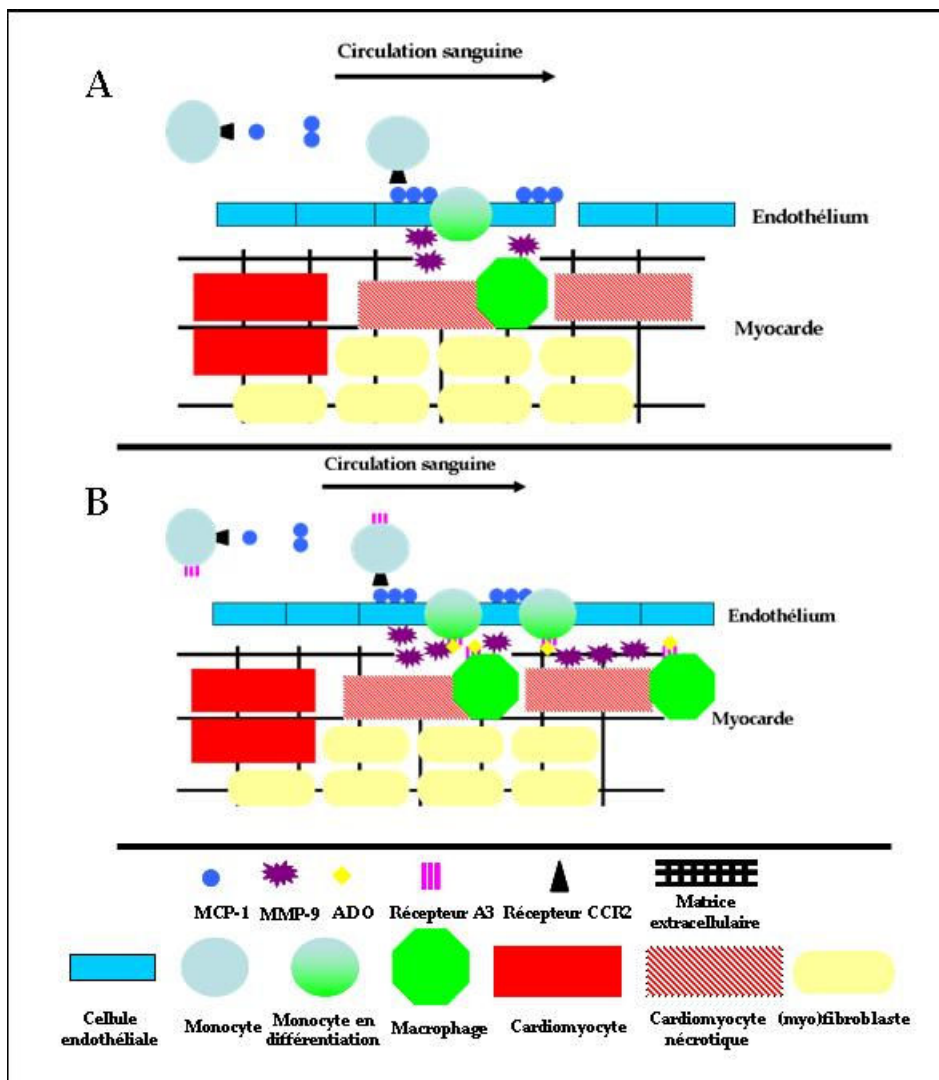 Circulation sanguine
A
Endothélium
Myocarde
Circulation sanguine
B
Endothélium
Myocarde
MCP-1 MMP-9 ADO Récepteur A3 Récepteur CCR2 Matrice extracellulaire
Cellule endothéliale
Monocyte
Monocyte en différentiation
Macrophage
Cardiomyocyte
Cardiomyocyte nécrotique
(myo)fibroblaste